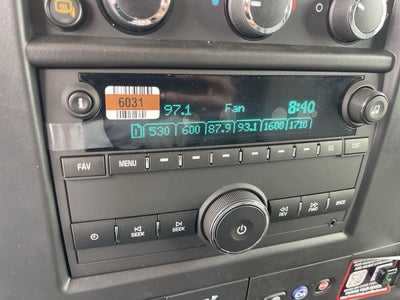 6031
97.1 Fan 8:40
1 530 600 87.9 93.1 1600 1710
FAV MENU CAT
SEEK SEEK REV FWD